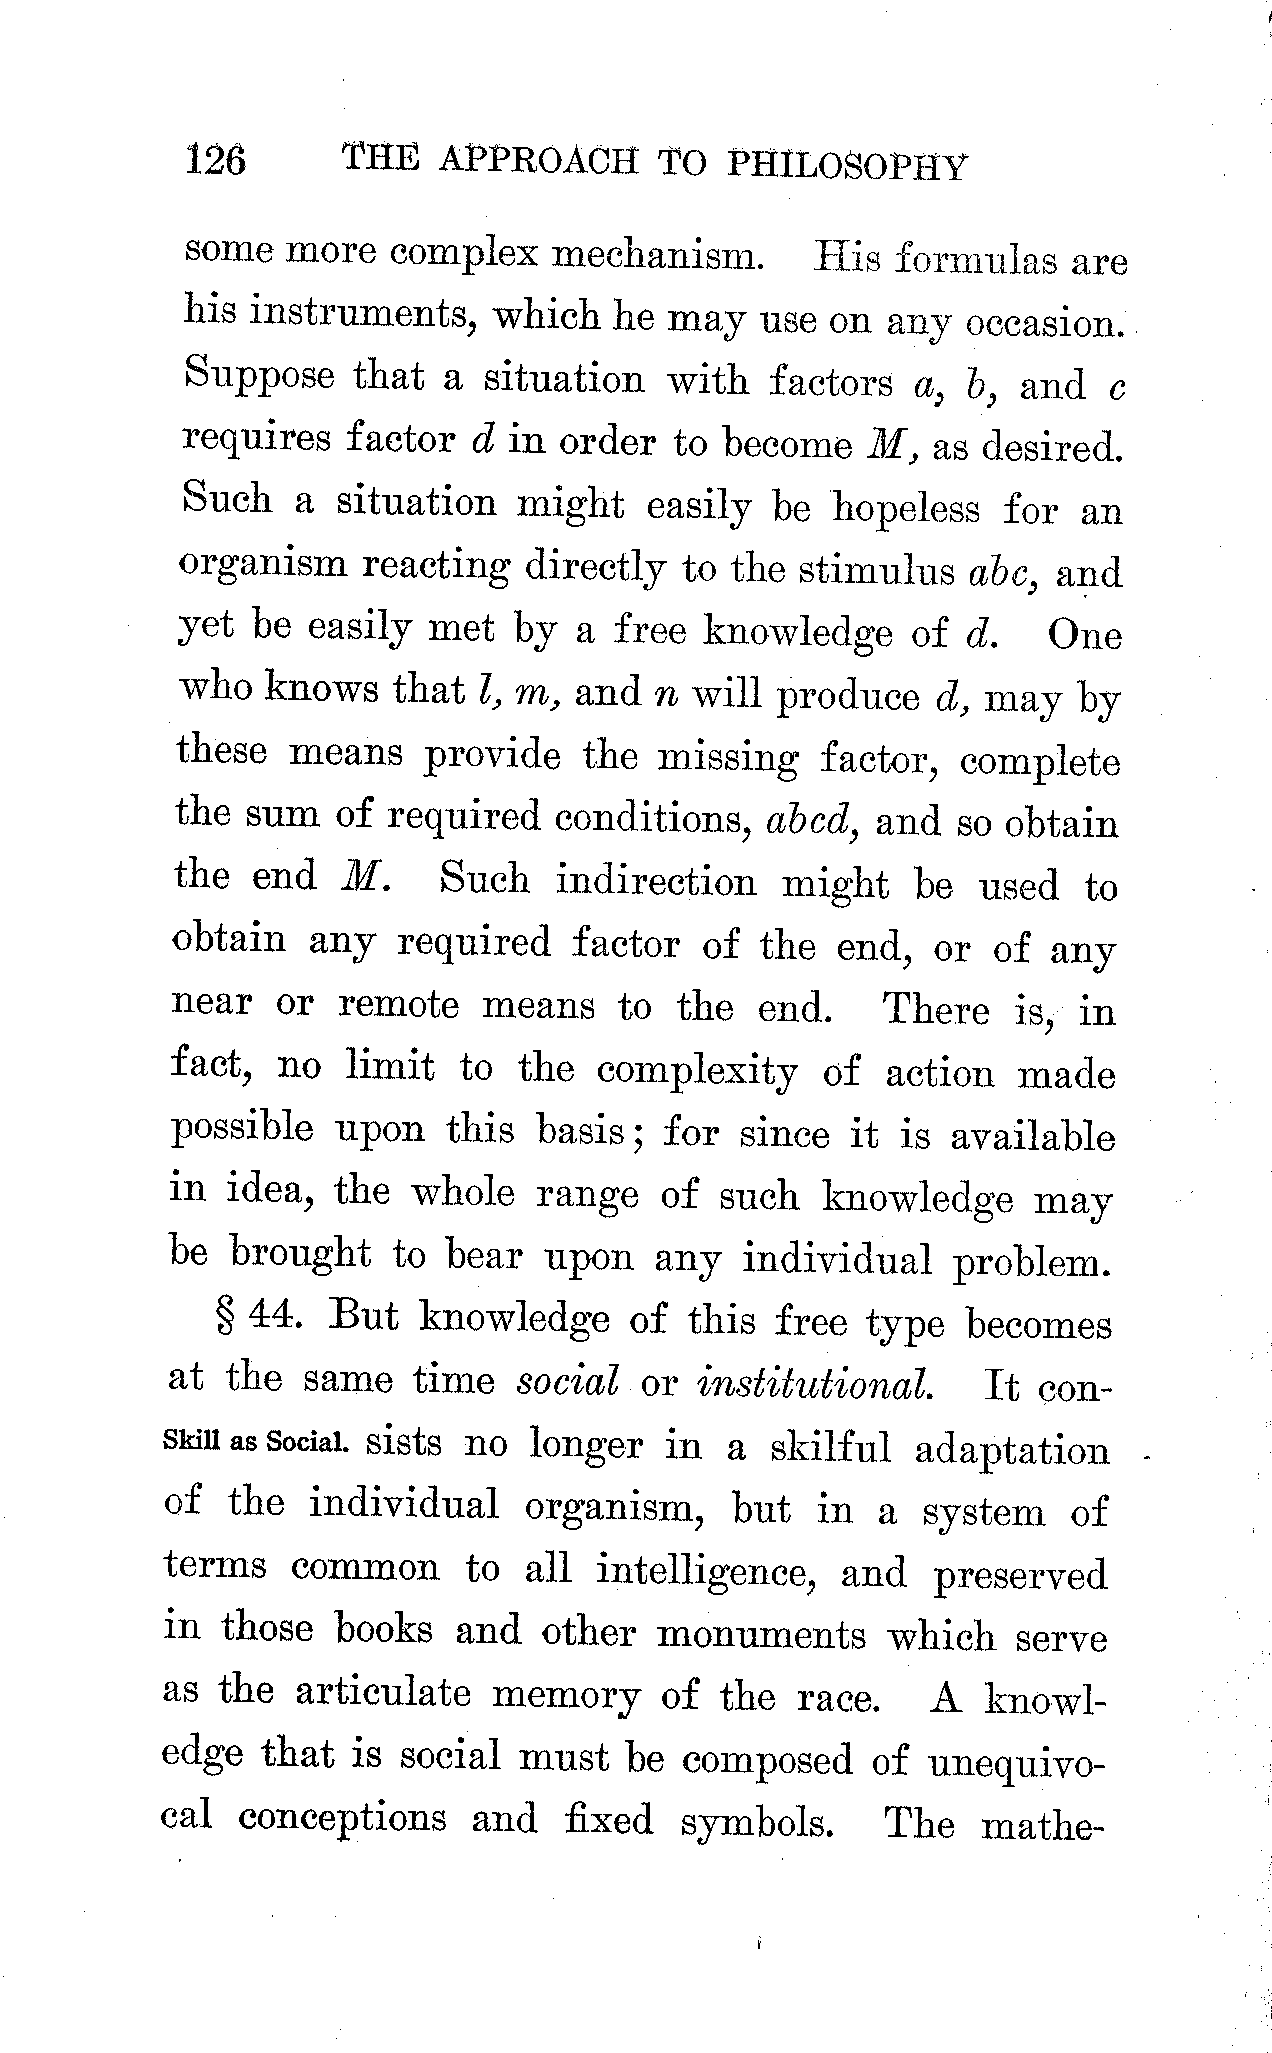 126 THE APPROACH TO PHILOSOPHY
some more complex mechanism. His formulas are
his instruments, which he may use on any occasion.
Suppose that a situation with factors a, b, and c
requires factor d in order to become M, as desired.
Such a situation might easily be hopeless for an
organism reacting directly to the stimulus abc, and
yet be easily met by a free knowledge of d. One
who knows that l, m, and n will produce d, may by
these means provide the missing factor, complete
the sum of required conditions, abcd, and so obtain
the end M. Such indirection might be used to
obtain any required factor of the end, or of any
near or remote means to the end. There is, in
fact, no limit to the complexity of action made
possible upon this basis; for since it is available
in idea, the whole range of such knowledge may
be brought to bear upon any individual problem.
§ 44. But knowledge of this free type becomes
at the same time social or institutional. It con-
Skill as Social. sists no longer in a skilful adaptation
of the individual organism, but in a system of
terms common to all intelligence, and preserved
in those books and other monuments which serve
as the articulate memory of the race. A knowl-
edge that is social must be composed of unequivo-
cal conceptions and fixed symbols. The mathe-